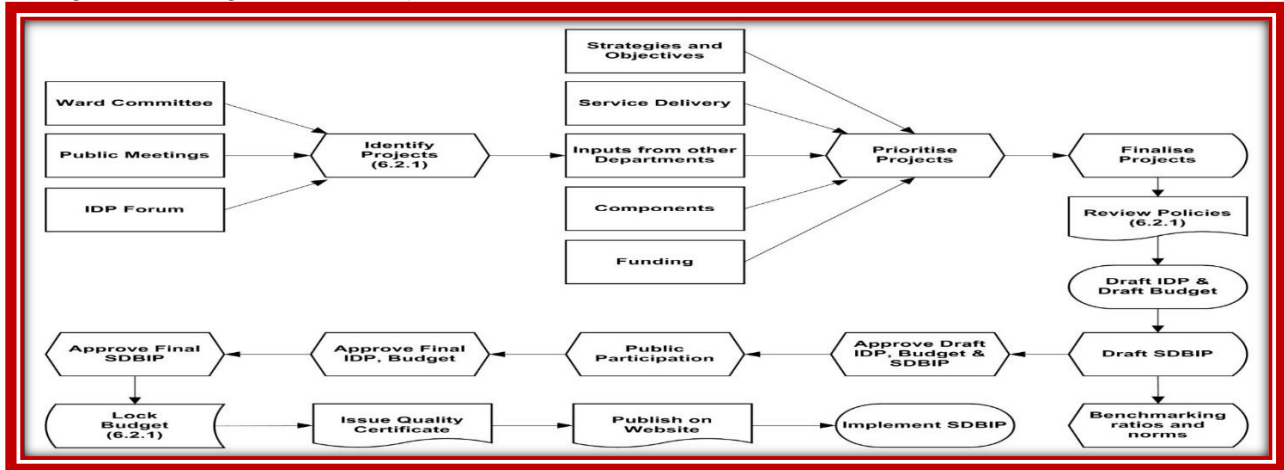 Strategies and
Objectives
Ward Committee
Service Delivery
Public Meetings
Identify
Projects
(6.2.1)
Inputs from other
Departments
Prioritise
Projects
Finalise
Projects
IDP Forum
Components
Review Policies
(6.2.1)
Funding
Draft IDP &
Draft Budget
Approve Final
SDBIP
Approve Final
IDP, Budget
Public
Participation
Approve Draft
IDP, Budget &
SDBIP
Draft SDBIP
Lock
Budget
(6.2.1)
Issue Quality
Certificate
Publish on
Website
Implement SDBIP
Benchmarking
ratios and
norms